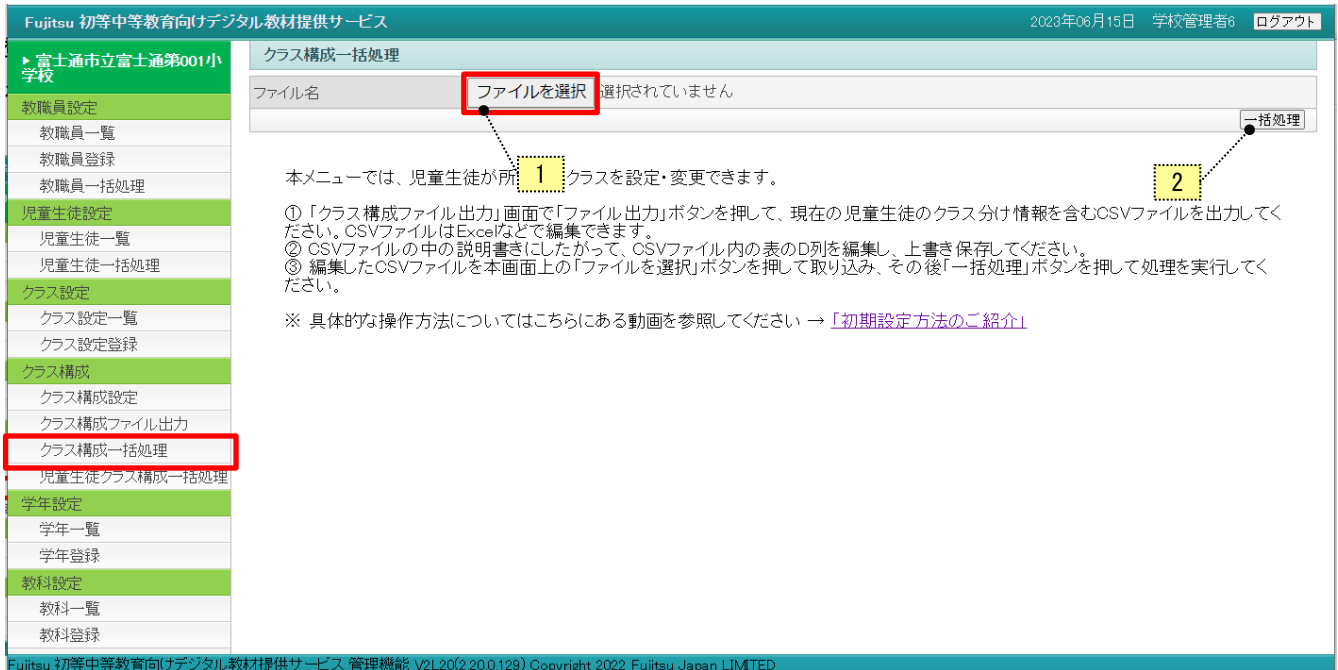 Fujitsu 初等中等教育向けデジタル教材提供サービス
2023年06月15日 学校管理者6 ログアウト
▶ 富士通市立富士通第001小
学校
教職員設定
教職員一覧
教職員登録
教職員一括処理
児童生徒設定
児童生徒一覧
児童生徒一括処理
クラス設定
クラス設定一覧
クラス設定登録
クラス構成
クラス構成設定
クラス構成ファイル出力
クラス構成一括処理
児童生徒クラス構成一括処理
学年設定
学年一覧
学年登録
教科設定
教科一覧
教科登録
クラス構成一括処理
ファイル名 ファイルを選択 選択されていません
一括処理
1
2
本メニューでは、児童生徒が所 クラスを設定・変更できます。
① 「クラス構成ファイル出力」画面で「ファイル出力」ボタンを押して、現在の児童生徒のクラス分け情報を含むCSVファイルを出力してく
ださい。CSVファイルはExcelなどで編集できます。
② CSVファイルの中の説明書きにしたがって、CSVファイル内の表のD列を編集し、上書き保存してください。
③ 編集したCSVファイルを本画面上の「ファイルを選択」ボタンを押して取り込み、その後「一括処理」ボタンを押して処理を実行してく
ださい。
※ 具体的な操作方法についてはこちらにある動画を参照してください → 「初期設定方法のご紹介」
Fujitsu 初等中等教育向けデジタル教材提供サービス 管理機能 V2L20(2.20.0.129) Copyright 2022 Fujitsu Japan LIMITED